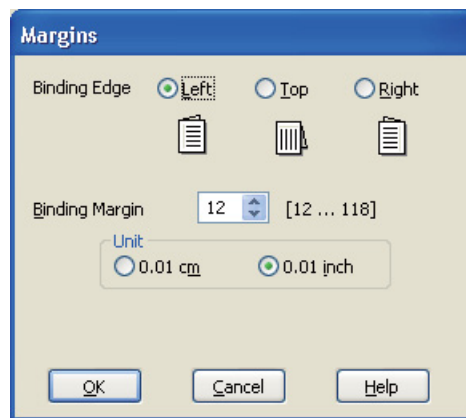 Margins
Binding Edge Left Top Right
Binding Margin 12 [12 ... 118]
Unit
0.01 cm 0.01 inch
OK Cancel Help